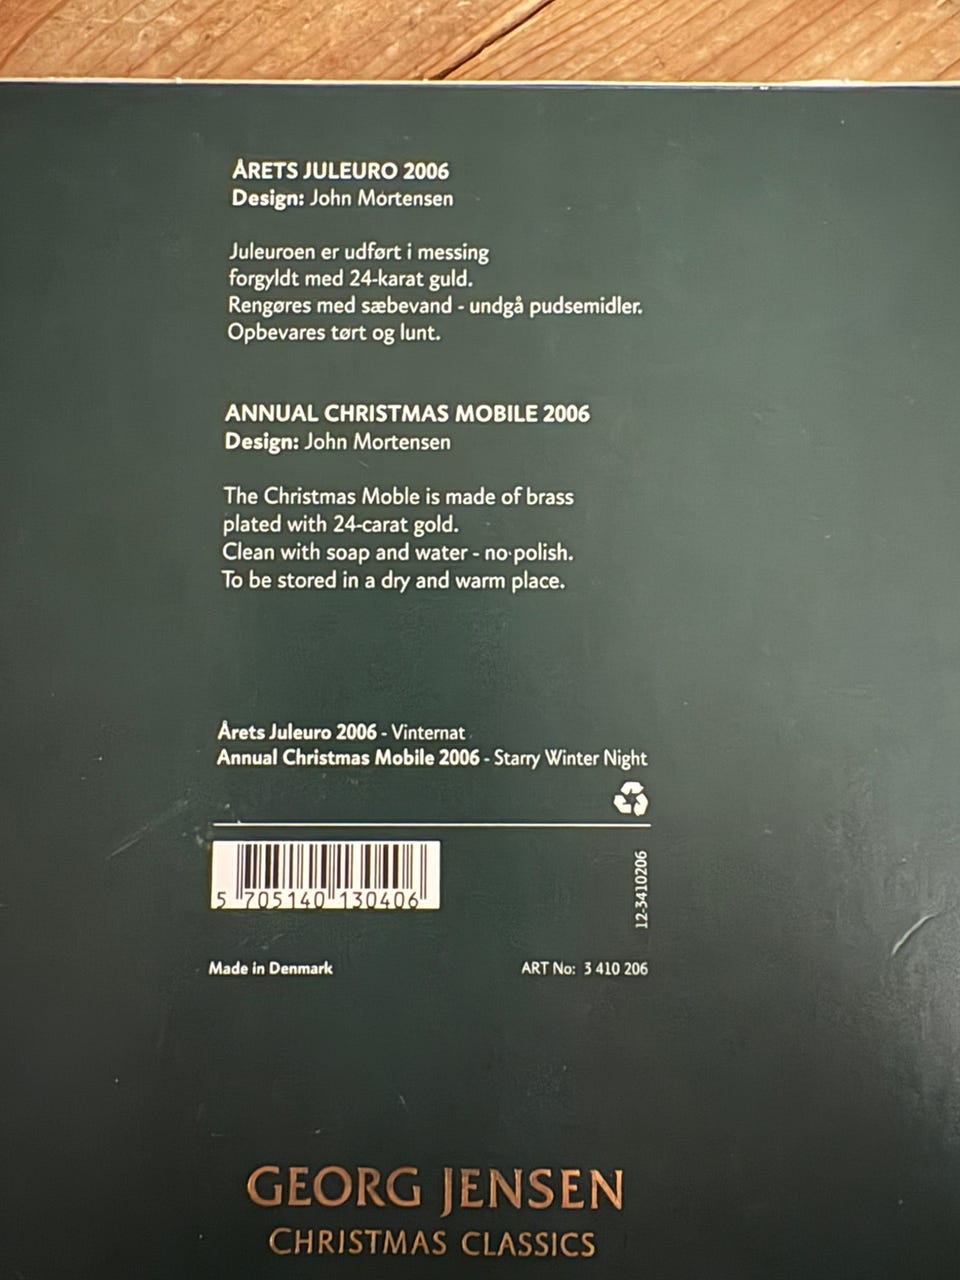 ÅRETS JULEURO 2006
Design: John Mortensen
Juleuroen er udført i messing
forgyldt med 24-karat guld.
Rengøres med sæbevand - undgå pudsemidler.
Opbevares tørt og lunt.
ANNUAL CHRISTMAS MOBILE 2006
Design: John Mortensen
The Christmas Moble is made of brass
plated with 24-carat gold.
Clean with soap and water - no polish.
To be stored in a dry and warm place.
Årets Juleuro 2006 - Vinternat
Annual Christmas Mobile 2006 - Starry Winter Night
5 705140 130406
12-3410206
Made in Denmark ART No: 3 410 206
GEORG JENSEN
CHRISTMAS CLASSICS